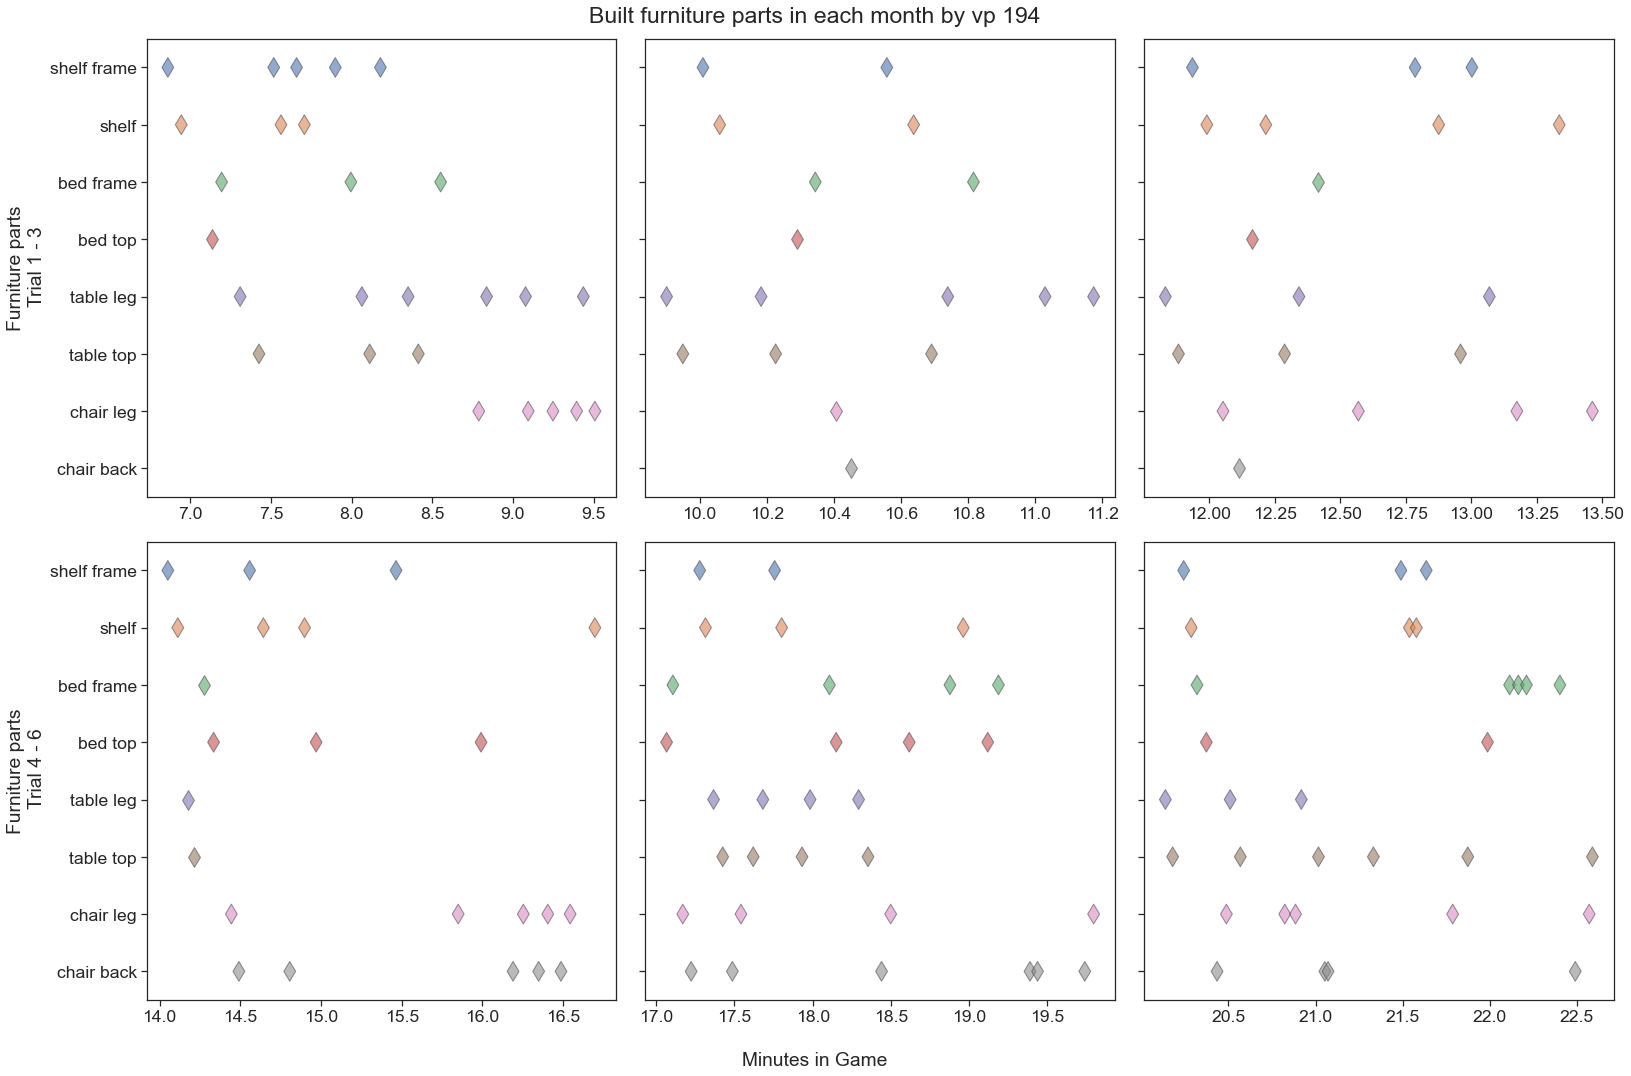 Built furniture parts in each month by vp 194
Furniture parts
Trial 1 - 3
shelf frame
shelf
bed frame
bed top
table leg
table top
chair leg
chair back
7.0 7.5 8.0 8.5 9.0 9.5
10.0 10.2 10.4 10.6 10.8 11.0 11.2
12.00 12.25 12.50 12.75 13.00 13.25 13.50
Furniture parts
Trial 4 - 6
shelf frame
shelf
bed frame
bed top
table leg
table top
chair leg
chair back
14.0 14.5 15.0 15.5 16.0 16.5
17.0 17.5 18.0 18.5 19.0 19.5
20.5 21.0 21.5 22.0 22.5
Minutes in Game